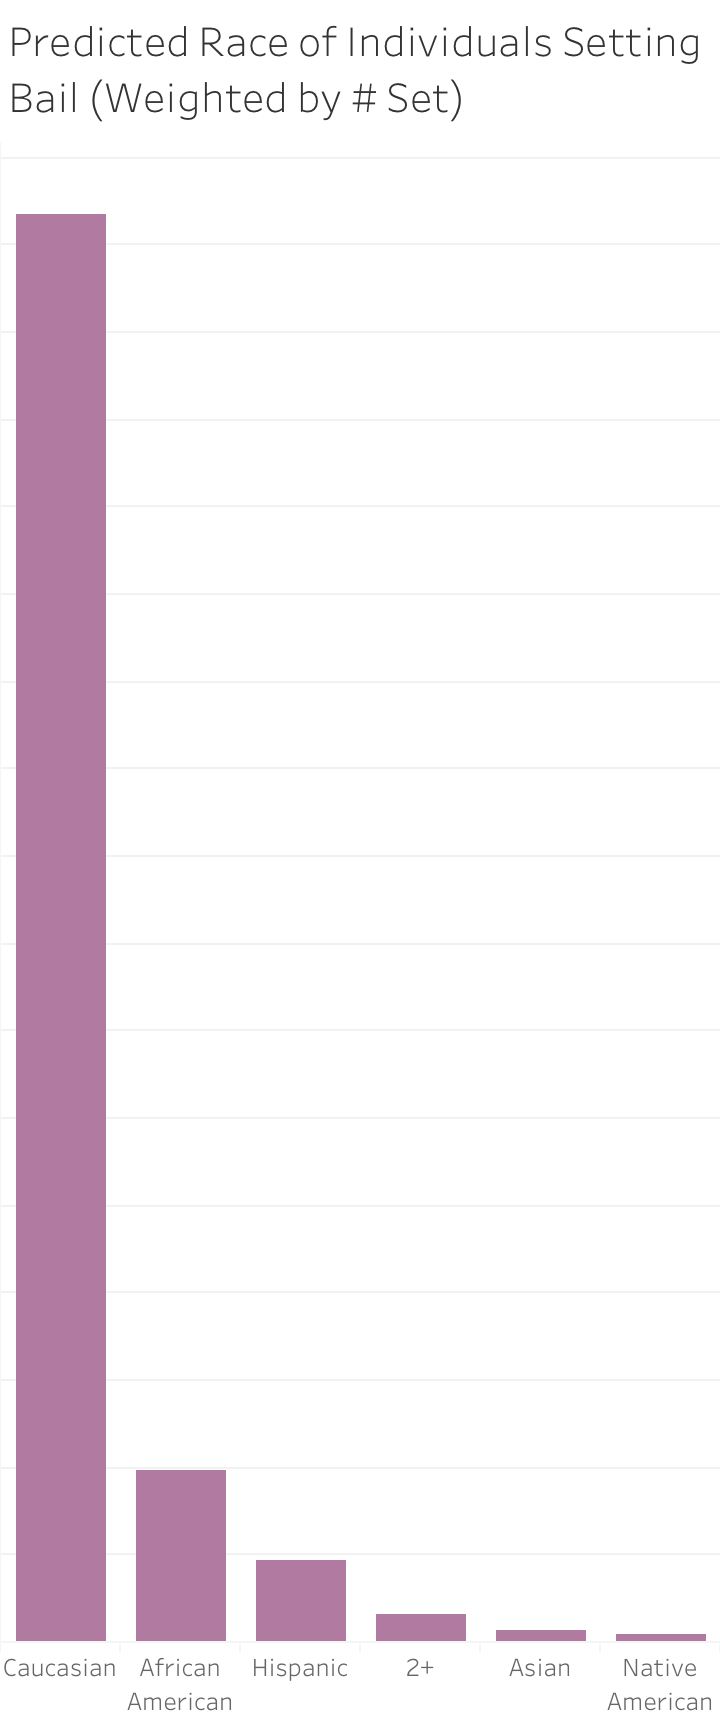 Predicted Race of Individuals Setting
Bail (Weighted by # Set)
Caucasian
African
American
Hispanic
2+
Asian
Native
American